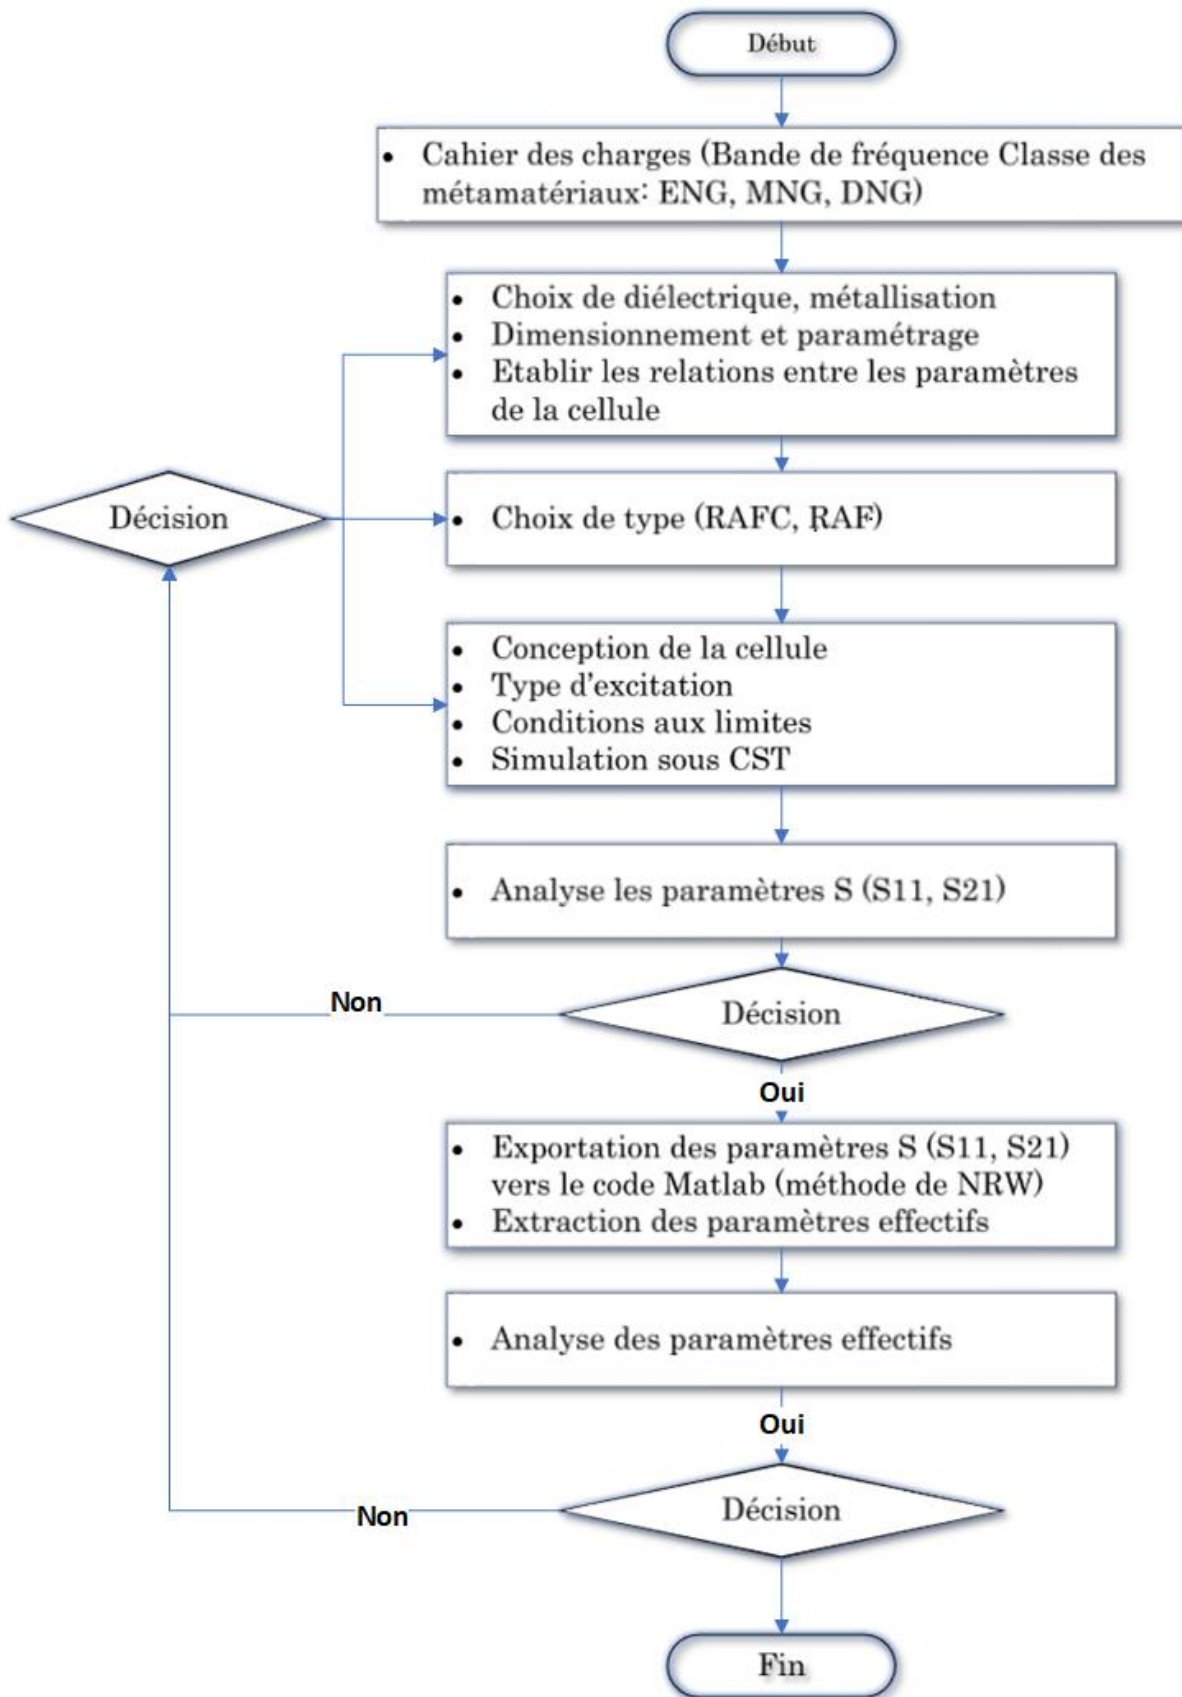 Début
• Cahier des charges (Bande de fréquence Classe des
métamatériaux: ENG, MNG, DNG)
• Choix de diélectrique, métallisation
• Dimensionnement et paramétrage
• Etablir les relations entre les paramètres
de la cellule
Décision
• Choix de type (RAFC, RAF)
• Conception de la cellule
• Type d'excitation
• Conditions aux limites
• Simulation sous CST
• Analyse les paramètres S (S11, S21)
Non
Décision
Oui
• Exportation des paramètres S (S11, S21)
vers le code Matlab (méthode de NRW)
• Extraction des paramètres effectifs
• Analyse des paramètres effectifs
Oui
Décision
Non
Fin